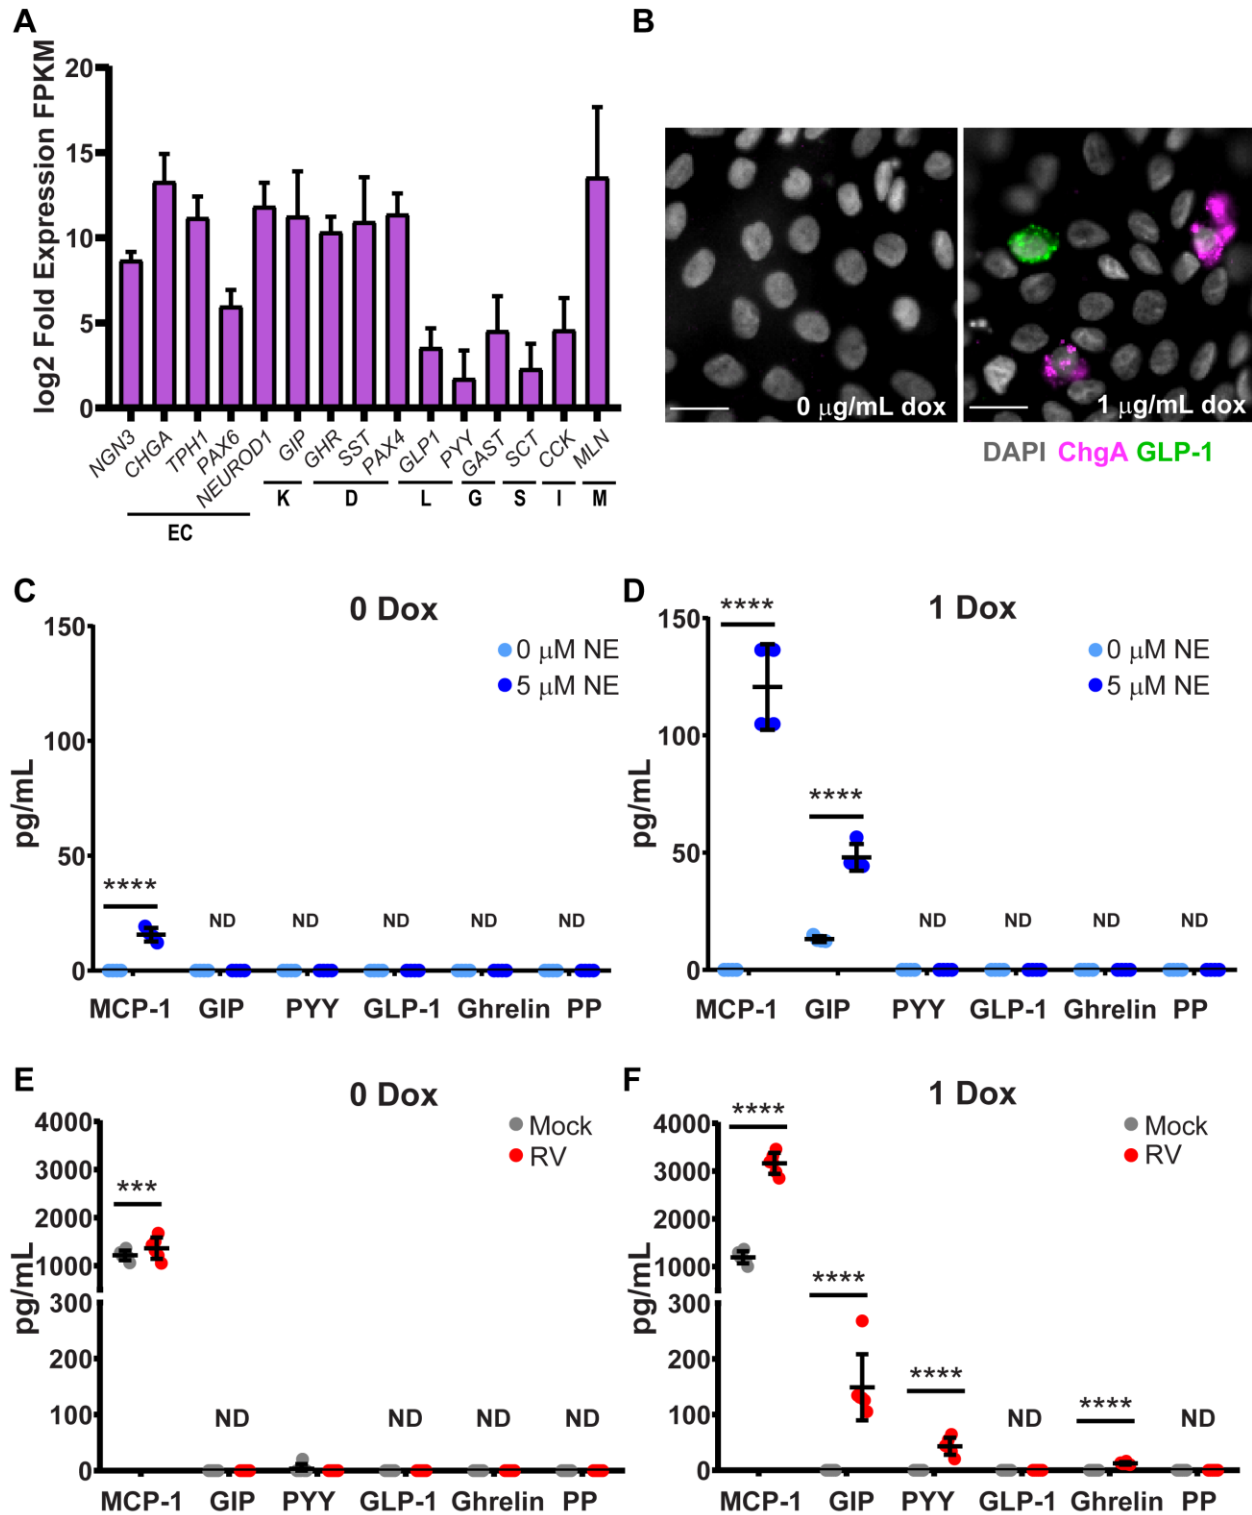 A
log2 Fold Expression FPKM
20
15
10
5
0
NGN3
CHGA
TPH1
PAX6
NEUROD1
GIP
GHR
SST
PAX4
GLP1
PYY
GAST
SCT
CCK
MLN
EC
K
D
L
G
S
I
M
B
0 μg/mL dox
1 μg/mL dox
DAPI ChgA GLP-1
C
0 Dox
0 μM NE
5 μM NE
pg/mL
150
100
50
0
****
ND ND ND ND ND
MCP-1 GIP PYY GLP-1 Ghrelin PP
D
1 Dox
0 μM NE
5 μM NE
pg/mL
150
100
50
0
****
****
ND ND ND ND
MCP-1 GIP PYY GLP-1 Ghrelin PP
E
0 Dox
Mock
RV
pg/mL
4000
3000
2000
1000
300
200
100
0
***
ND ND ND ND
MCP-1 GIP PYY GLP-1 Ghrelin PP
F
1 Dox
Mock
RV
pg/mL
4000
3000
2000
1000
300
200
100
0
****
****
****
ND
****
ND
MCP-1 GIP PYY GLP-1 Ghrelin PP